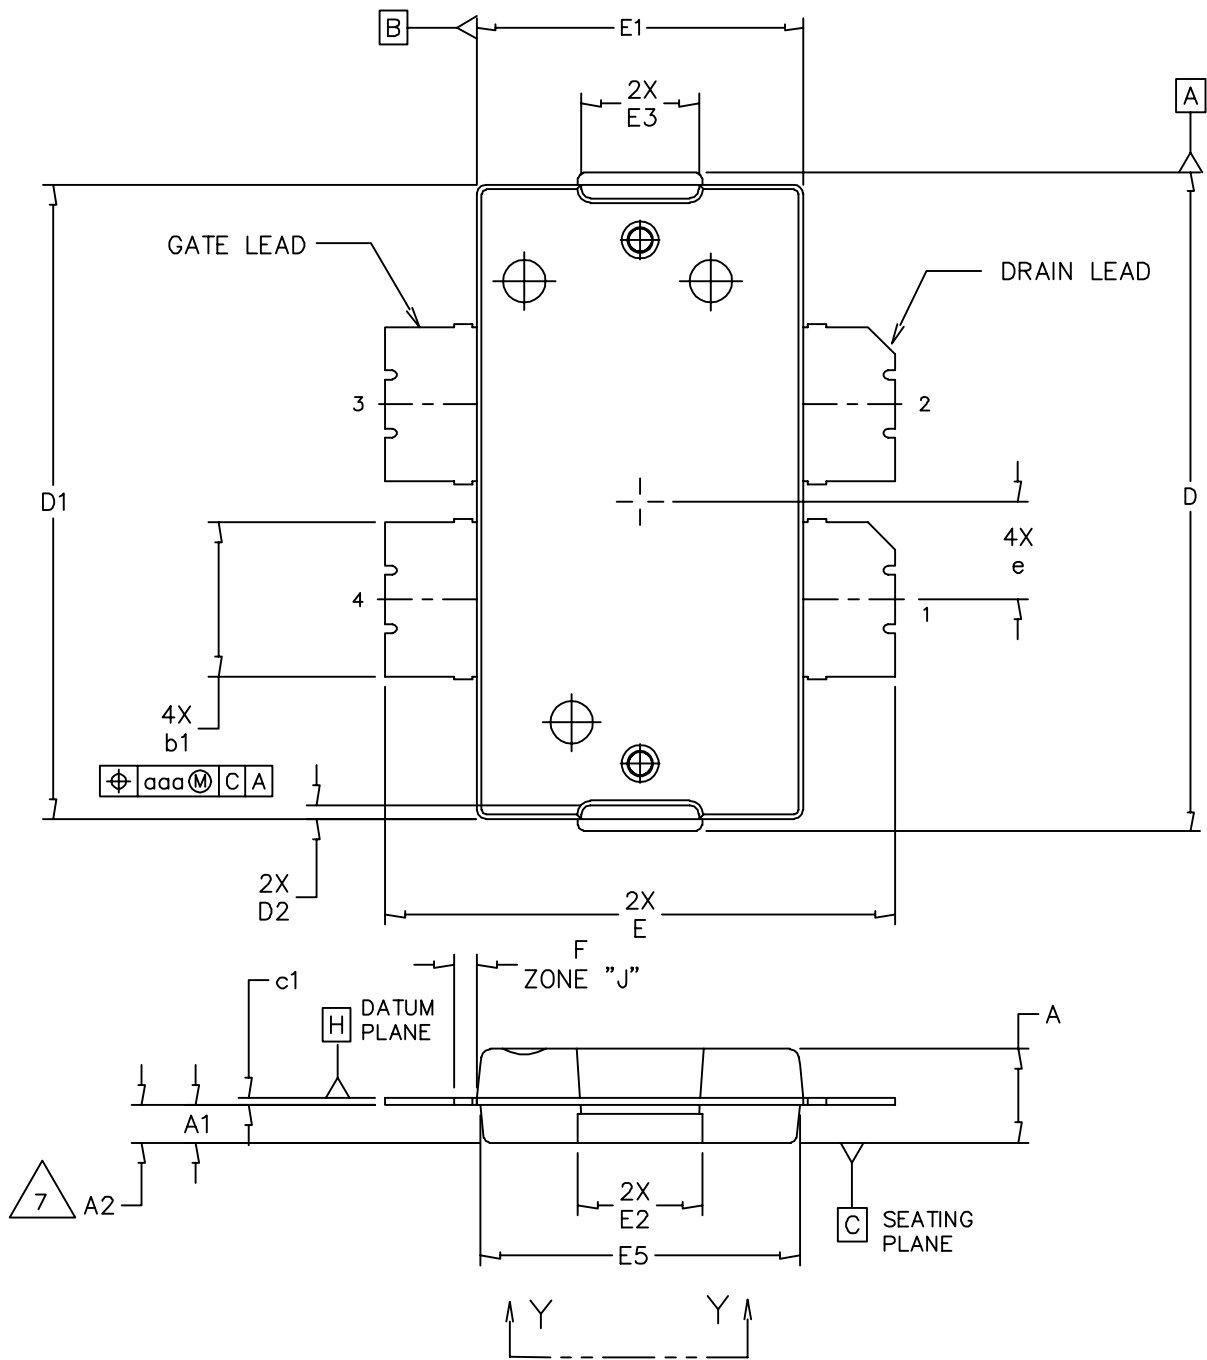 B
E1
2X
E3
A
GATE LEAD
DRAIN LEAD
3
2
D1
D
4X
e
4
1
4X
b1
aaa Ⓜ C A
2X
D2
2X
E
F
ZONE "J"
c1
H
DATUM
PLANE
A
A1
7
A2
2X
E2
C
SEATING
PLANE
E5
Y
Y